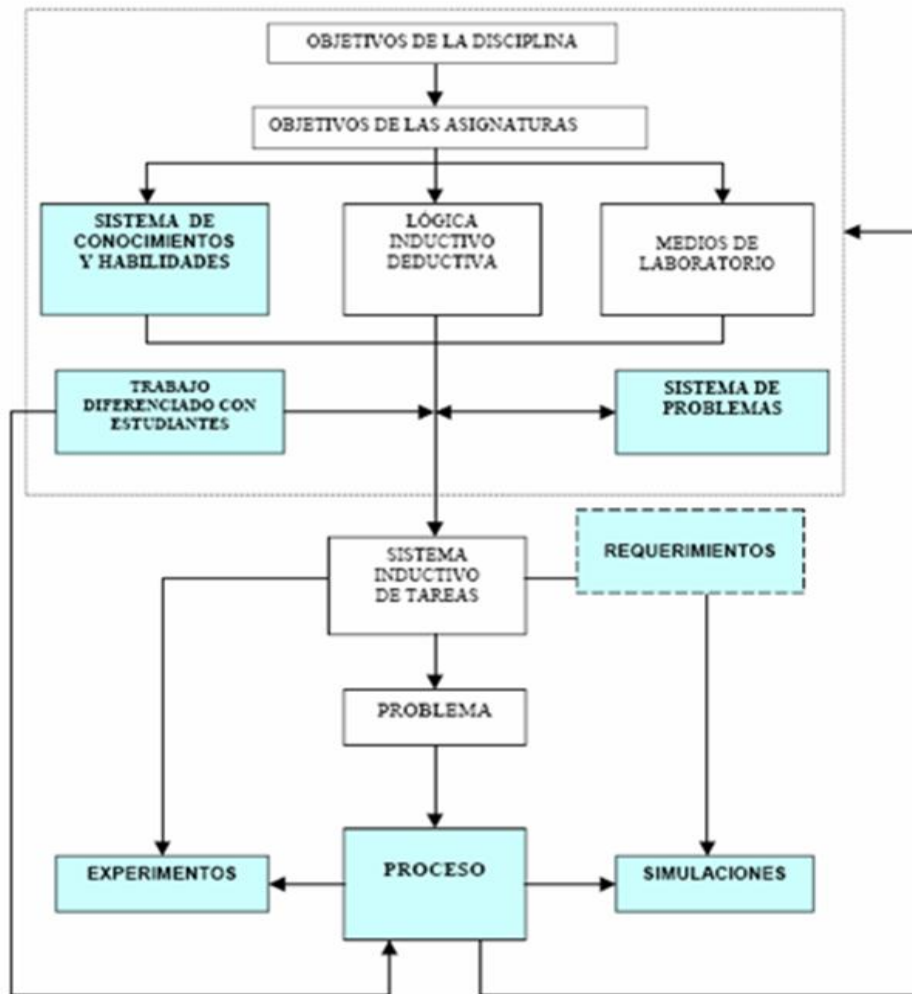 OBJETIVOS DE LA DISCIPLINA
OBJETIVOS DE LAS ASIGNATURAS
SISTEMA DE
CONOCIMIENTOS
Y HABILIDADES
LÓGICA
INDUCTIVO
DEDUCTIVA
MEDIOS DE
LABORATORIO
TRABAJO
DIFERENCIADO CON
ESTUDIANTES
SISTEMA DE
PROBLEMAS
SISTEMA
INDUCTIVO
DE TAREAS
REQUERIMIENTOS
PROBLEMA
EXPERIMENTOS
PROCESO
SIMULACIONES